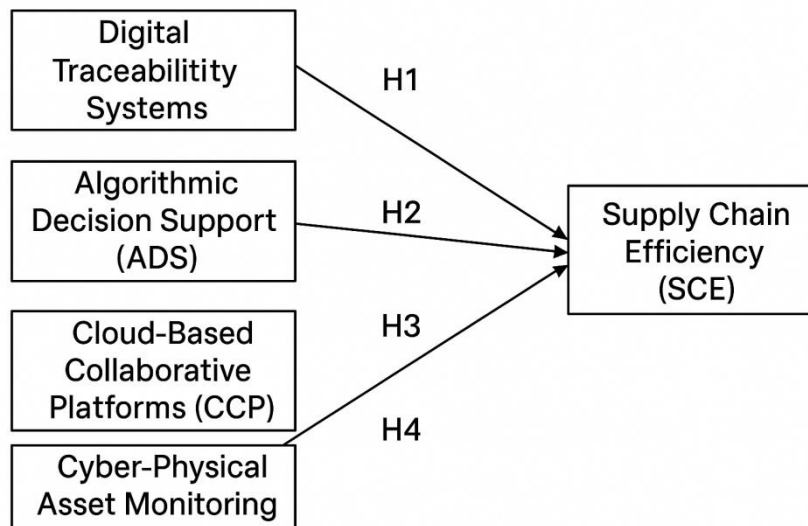 Digital
Traceabilitity
Systems
H1
Algorithmic
Decision Support
(ADS)
H2
Supply Chain
Efficiency
(SCE)
Cloud-Based
Collaborative
Platforms (CCP)
H3
H4
Cyber-Physical
Asset Monitoring